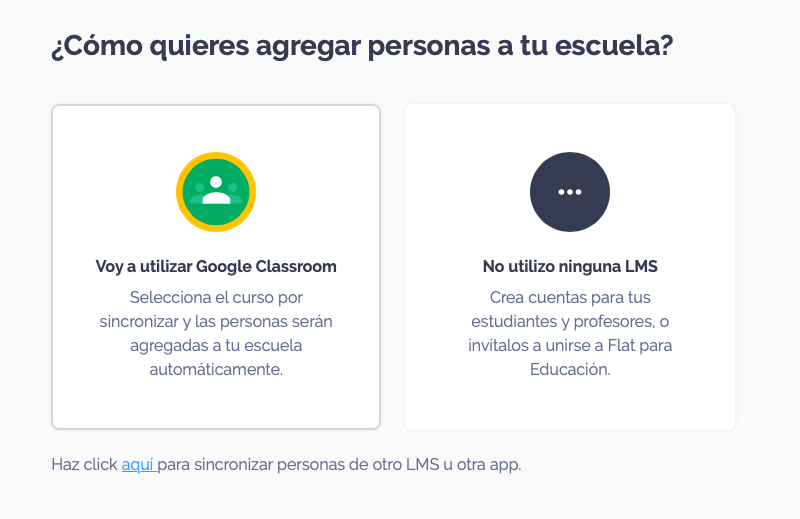 ¿Cómo quieres agregar personas a tu escuela?
Voy a utilizar Google Classroom
Selecciona el curso por
sincronizar y las personas serán
agregadas a tu escuela
automáticamente.
No utilizo ninguna LMS
Crea cuentas para tus
estudiantes y profesores, o
invítalos a unirse a Flat para
Educación.
Haz click aquí para sincronizar personas de otro LMS u otra app.